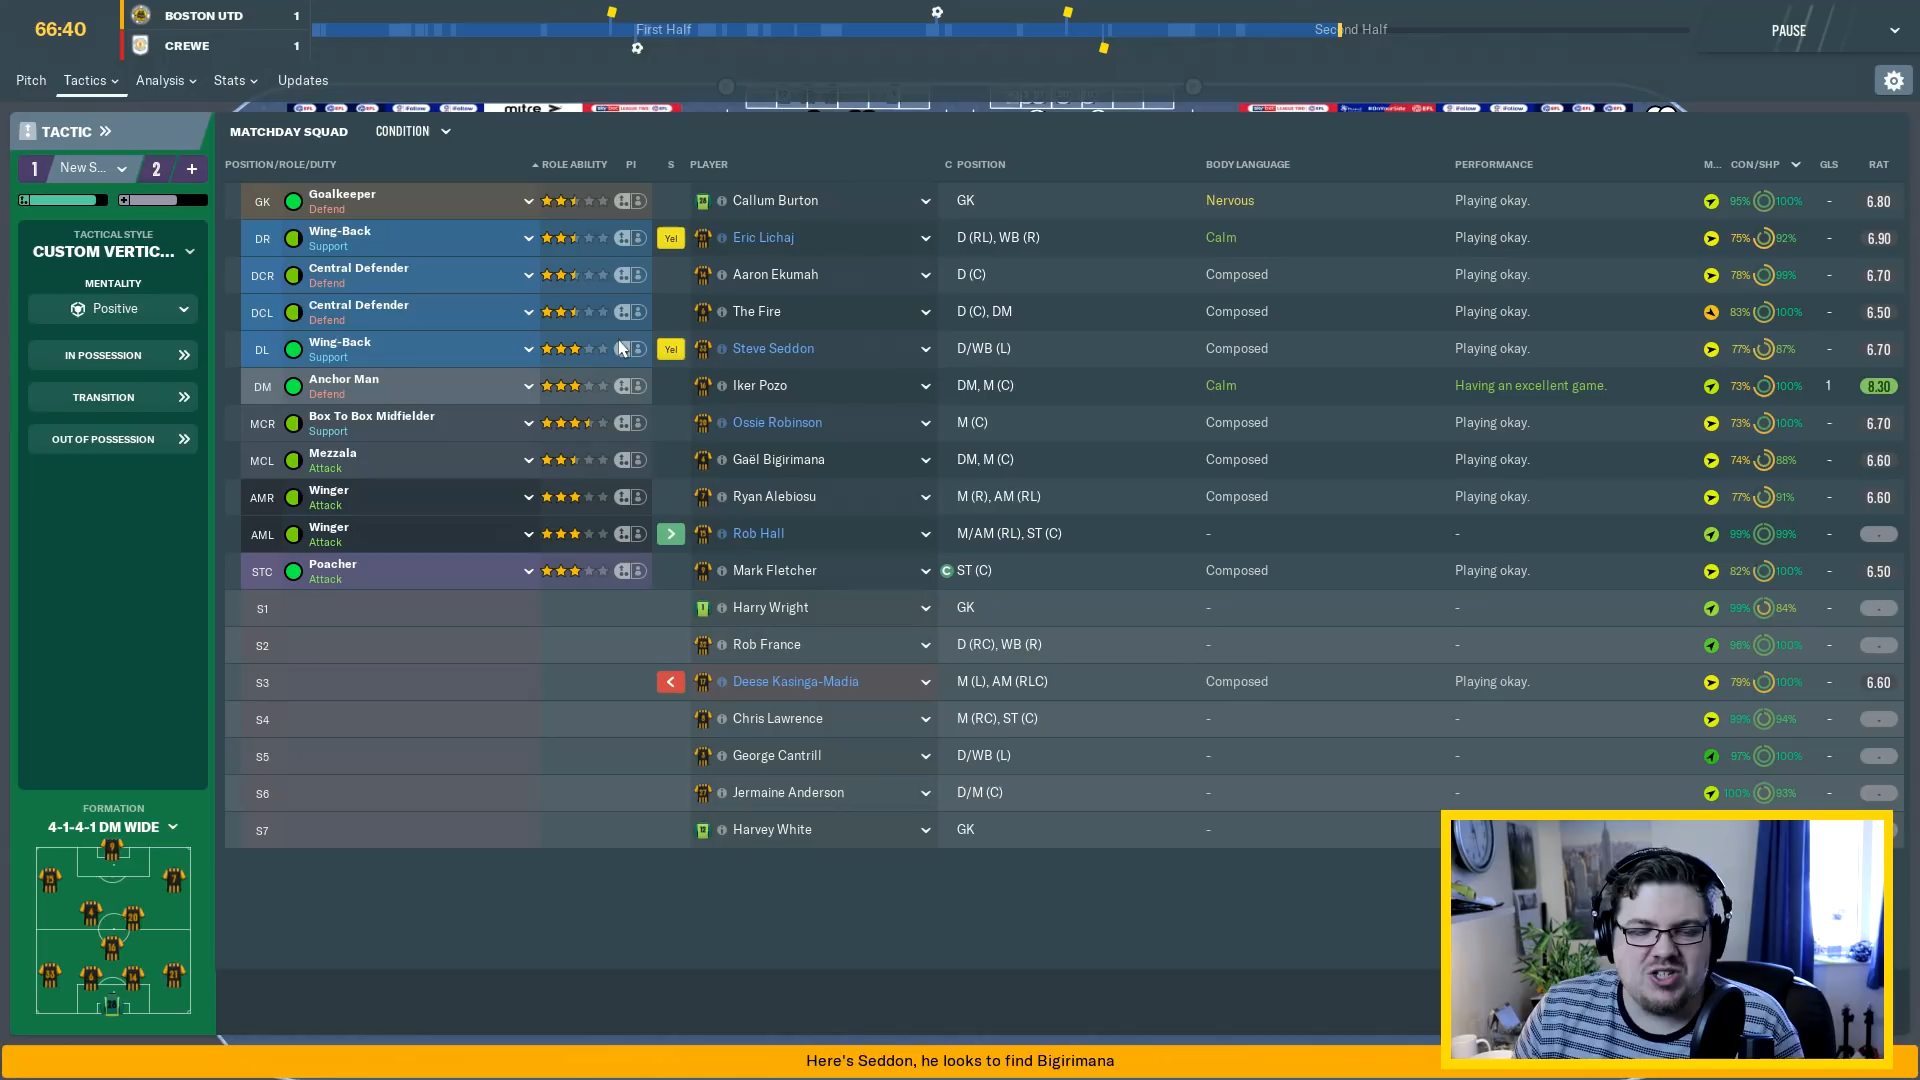 66:40
BOSTON UTD 1
CREWE 1
First Half
Second Half
PAUSE
Pitch Tactics Analysis Stats Updates
mitre
TACTIC
1 New S... 2 +
TACTICAL STYLE
CUSTOM VERTIC...
MENTALITY
Positive
IN POSSESSION
TRANSITION
OUT OF POSSESSION
FORMATION
4-1-4-1 DM WIDE
MATCHDAY SQUAD CONDITION
POSITION/ROLE/DUTY ROLE ABILITY PI S PLAYER C POSITION BODY LANGUAGE PERFORMANCE M... CON/SHP GLS RAT
GK Goalkeeper Defend Callum Burton GK Nervous Playing okay. 95% 100% - 6.80
DR Wing-Back Support Yel Eric Lichaj D (RL), WB (R) Calm Playing okay. 75% 92% - 6.90
DCR Central Defender Defend Aaron Ekumah D (C) Composed Playing okay. 78% 99% - 6.70
DCL Central Defender Defend The Fire D (C), DM Composed Playing okay. 83% 100% - 6.50
DL Wing-Back Support Yel Steve Seddon D/WB (L) Composed Playing okay. 77% 87% - 6.70
DM Anchor Man Defend Iker Pozo DM, M (C) Calm Having an excellent game. 73% 100% 1 8.30
MCR Box To Box Midfielder Support Ossie Robinson M (C) Composed Playing okay. 73% 100% - 6.70
MCL Mezzala Attack Gaël Bigirimana DM, M (C) Composed Playing okay. 74% 88% - 6.60
AMR Winger Attack Ryan Alebiosu M (R), AM (RL) Composed Playing okay. 77% 91% - 6.60
AML Winger Attack Rob Hall M/AM (RL), ST (C) - - 99% 99% - -
STC Poacher Attack Mark Fletcher C ST (C) Composed Playing okay. 82% 100% - 6.50
S1 Harry Wright GK - - 99% 84% - -
S2 Rob France D (RC), WB (R) - - 96% 100% - -
S3 Deese Kasinga-Madia M (L), AM (RLC) Composed Playing okay. 79% 100% - 6.60
S4 Chris Lawrence M (RC), ST (C) - - 99% 94% - -
S5 George Cantrill D/WB (L) - - 97% 100% - -
S6 Jermaine Anderson D/M (C) - - 100% 93% - -
S7 Harvey White GK -
9
15 7
4 20
16
33 6 14 21
Here's Seddon, he looks to find Bigirimana